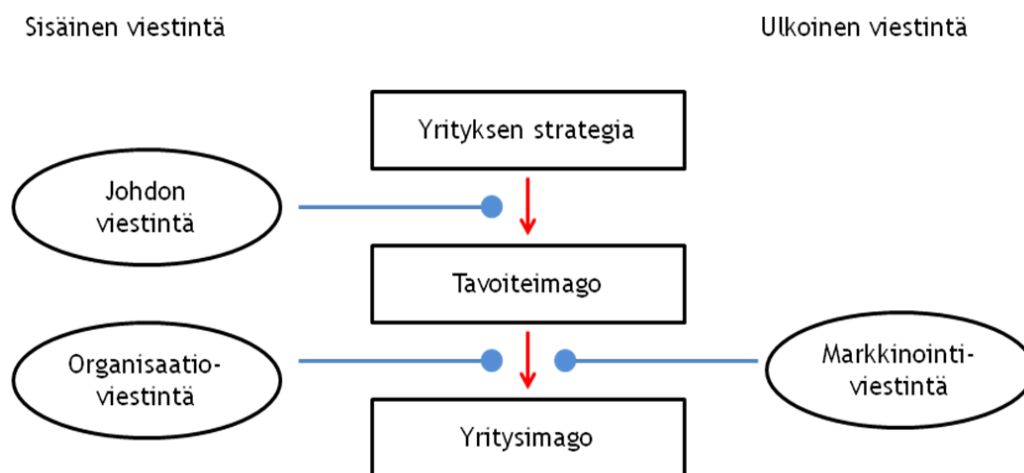 Sisäinen viestintä
Ulkoinen viestintä
Yrityksen strategia
Johdon
viestintä
Tavoiteimago
Organisaatio-
viestintä
Markkinointi-
viestintä
Yritysimago